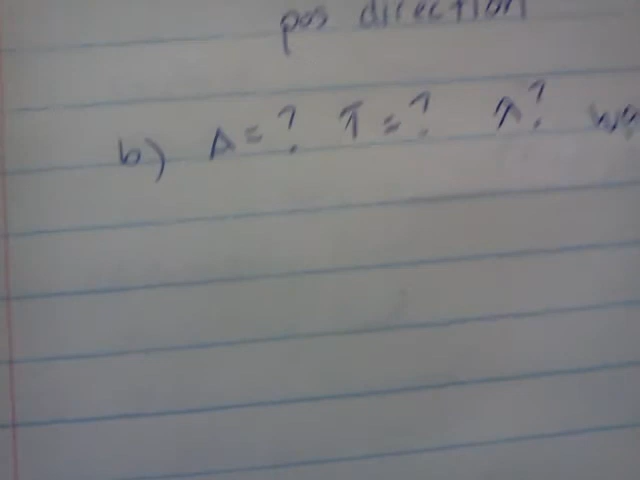 pos direction
b) A = ? T = ? λ?